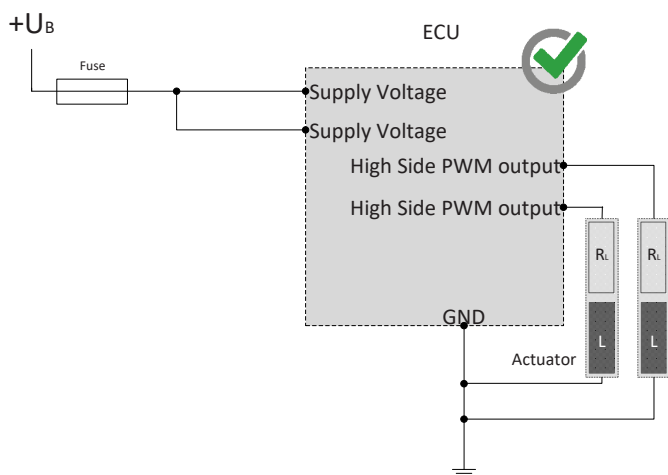 +UB
ECU
Fuse
Supply Voltage
Supply Voltage
High Side PWM output
High Side PWM output
RL
RL
GND
L
L
Actuator